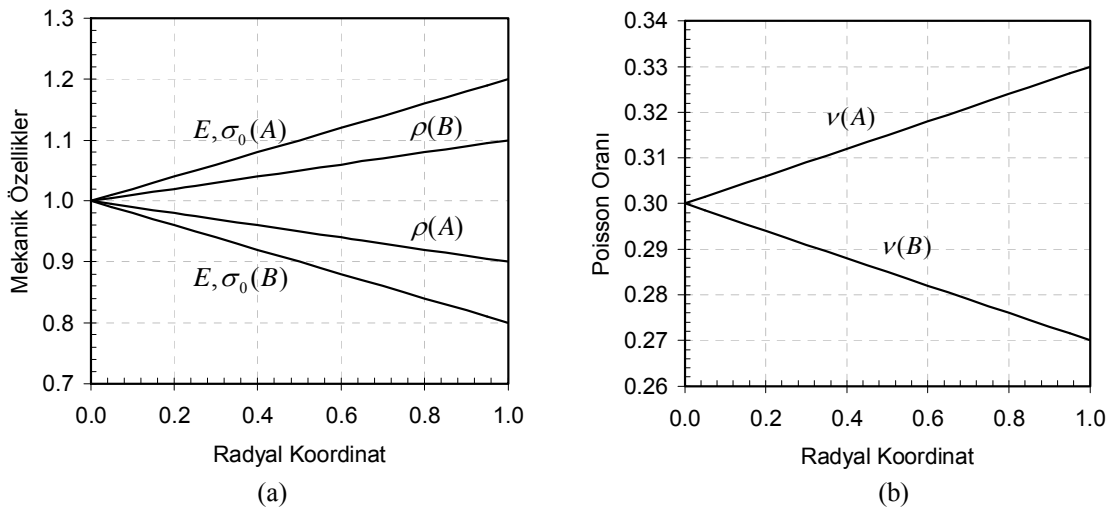 1.3
1.2
1.1
1.0
0.9
0.8
0.7
Mekanik Özellikler
E, σ₀(A)
ρ(B)
ρ(A)
E, σ₀(B)
0.0 0.2 0.4 0.6 0.8 1.0
Radyal Koordinat
(a)
0.34
0.33
0.32
0.31
0.30
0.29
0.28
0.27
0.26
Poisson Oranı
ν(A)
ν(B)
0.0 0.2 0.4 0.6 0.8 1.0
Radyal Koordinat
(b)